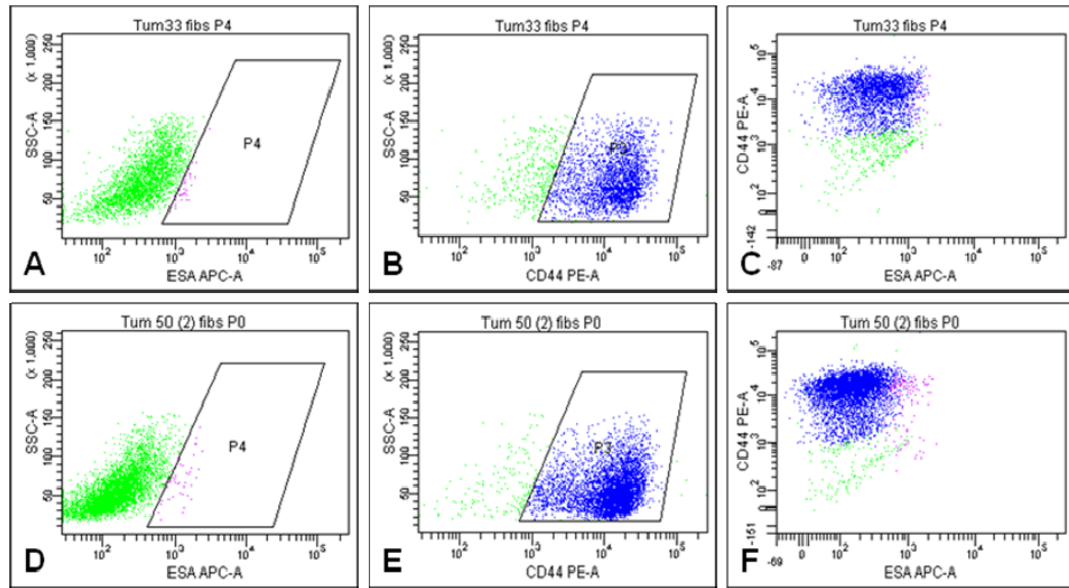 Tum33 fibs P4
(x 1,000)
SSC-A
250
200
150
100
50
P4
10² 10³ 10⁴ 10⁵
A
ESA APC-A
Tum33 fibs P4
(x 1,000)
SSC-A
250
200
150
100
50
10² 10³ 10⁴ 10⁵
B
CD44 PE-A
Tum33 fibs P4
CD44 PE-A
10⁵
10⁴
10³
10²
0
-142
-87 0 10² 10³ 10⁴ 10⁵
C
ESA APC-A
Tum 50 (2) fibs P0
(x 1,000)
SSC-A
250
200
150
100
50
P4
10² 10³ 10⁴ 10⁵
D
ESA APC-A
Tum 50 (2) fibs P0
(x 1,000)
SSC-A
250
200
150
100
50
P3
10² 10³ 10⁴ 10⁵
E
CD44 PE-A
Tum 50 (2) fibs P0
CD44 PE-A
10⁵
10⁴
10³
10²
0
-151
-69 0 10² 10³ 10⁴ 10⁵
F
ESA APC-A